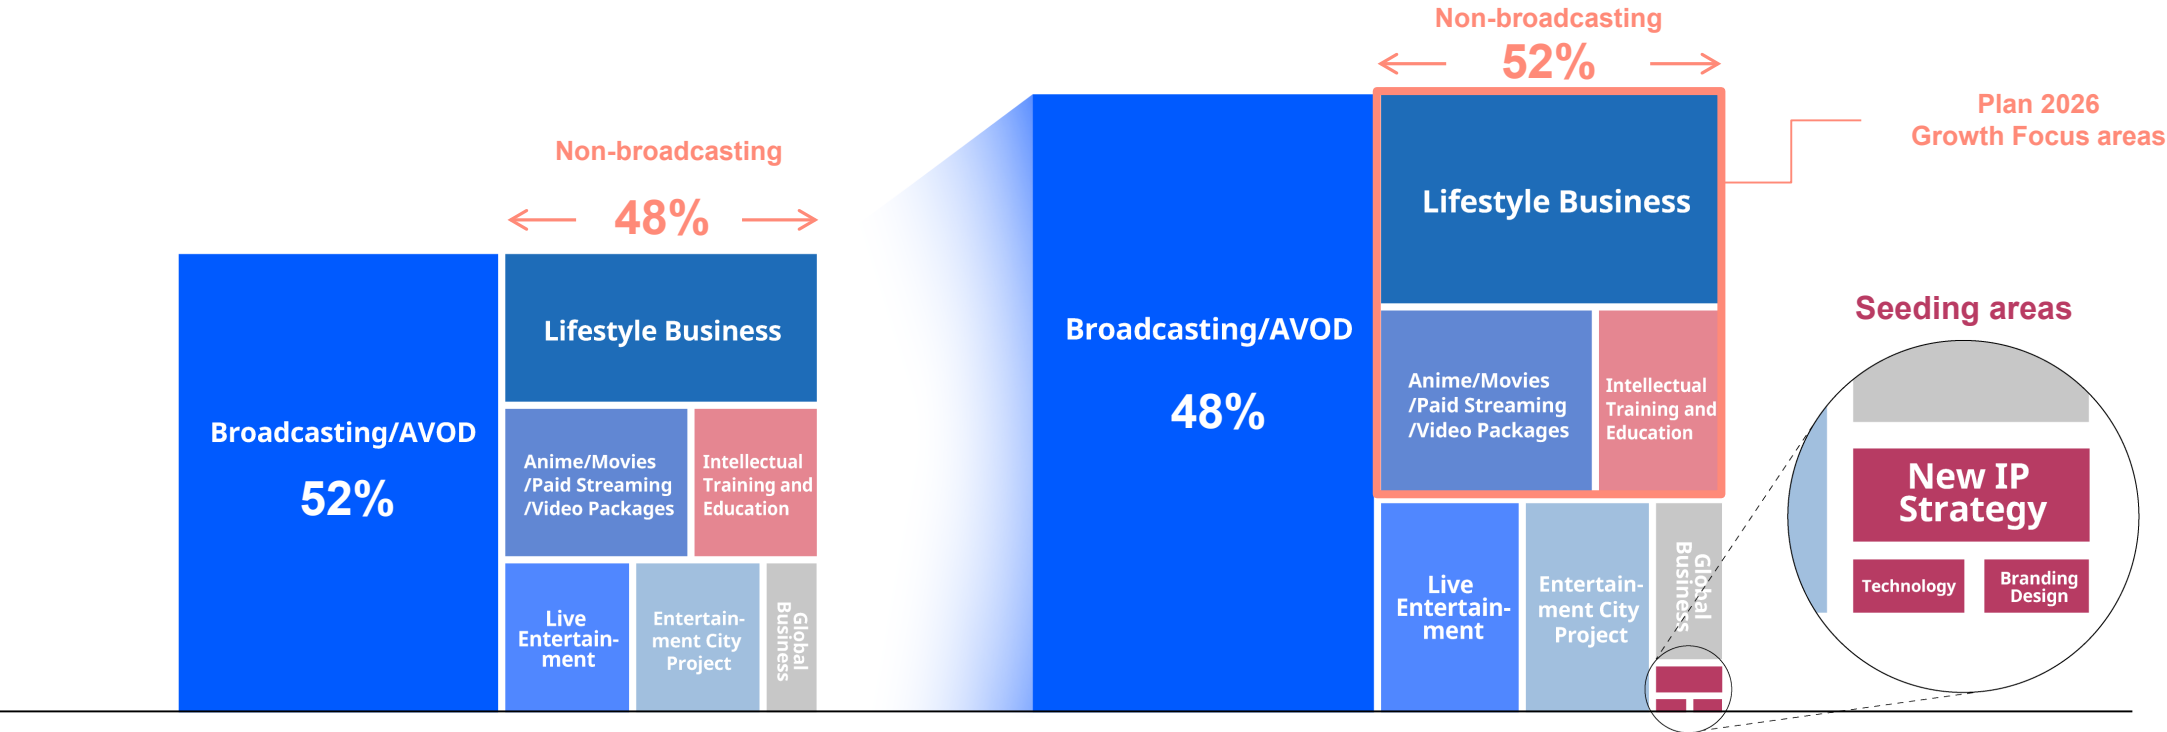 Non-broadcasting
48%
Broadcasting/AVOD
52%
Lifestyle Business
Anime/Movies
/Paid Streaming
/Video Packages
Intellectual
Training and
Education
Live
Entertain-
ment
Entertain-
ment City
Project
Global
Business
Non-broadcasting
52%
Broadcasting/AVOD
48%
Lifestyle Business
Anime/Movies
/Paid Streaming
/Video Packages
Intellectual
Training and
Education
Live
Entertain-
ment
Entertain-
ment City
Project
Global
Business
Plan 2026
Growth Focus areas
Seeding areas
New IP
Strategy
Technology
Branding
Design